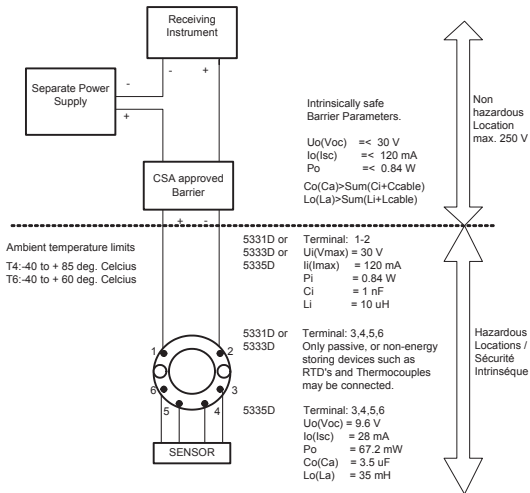 Receiving
Instrument
- +
Separate Power
Supply
-
+
CSA approved
Barrier
+ -
Intrinsically safe
Barrier Parameters.
Uo(Voc) =< 30 V
Io(Isc) =< 120 mA
Po =< 0.84 W
Co(Ca)>Sum(Ci+Ccable)
Lo(La)>Sum(Li+Lcable)
Non
hazardous
Location
max. 250 V
Ambient temperature limits
T4:-40 to + 85 deg. Celcius
T6:-40 to + 60 deg. Celcius
5331D or
5333D or
5335D
Terminal: 1-2
Ui(Vmax) = 30 V
Ii(Imax) = 120 mA
Pi = 0.84 W
Ci = 1 nF
Li = 10 uH
5331D or
5333D
Terminal: 3,4,5,6
Only passive, or non-energy
storing devices such as
RTD's and Thermocouples
may be connected.
Hazardous
Locations /
Sécurité
Intrinséque
1 2
6 3
5 4
SENSOR
5335D
Terminal: 3,4,5,6
Uo(Voc) = 9.6 V
Io(Isc) = 28 mA
Po = 67.2 mW
Co(Ca) = 3.5 uF
Lo(La) = 35 mH